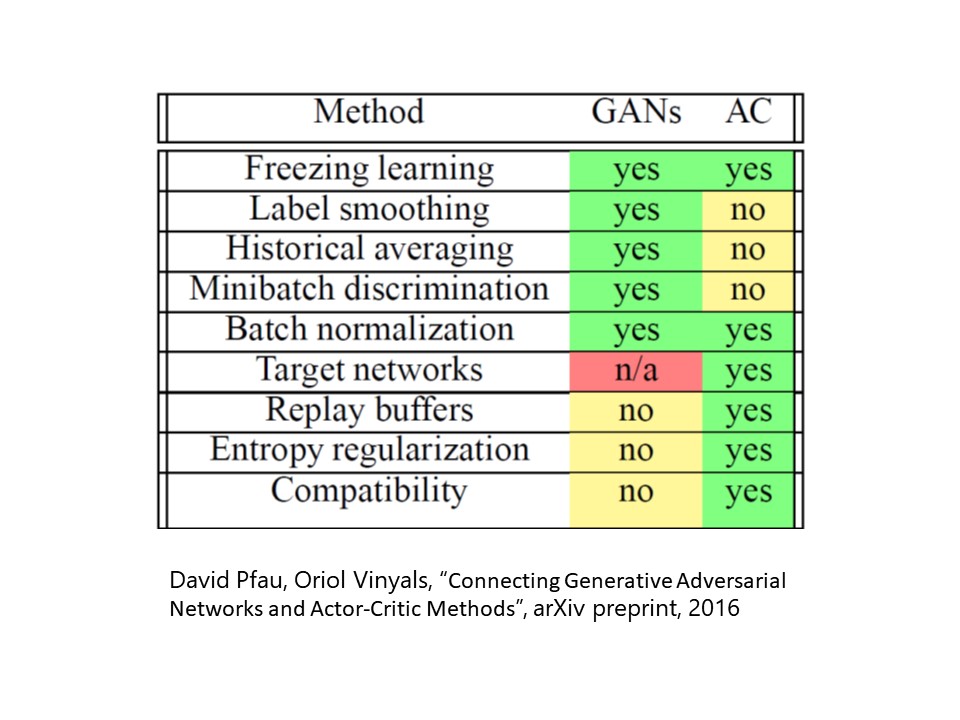 Method GANs AC
Freezing learning yes yes
Label smoothing yes no
Historical averaging yes no
Minibatch discrimination yes no
Batch normalization yes yes
Target networks n/a yes
Replay buffers no yes
Entropy regularization no yes
Compatibility no yes
David Pfau, Oriol Vinyals, “Connecting Generative Adversarial
Networks and Actor-Critic Methods”, arXiv preprint, 2016